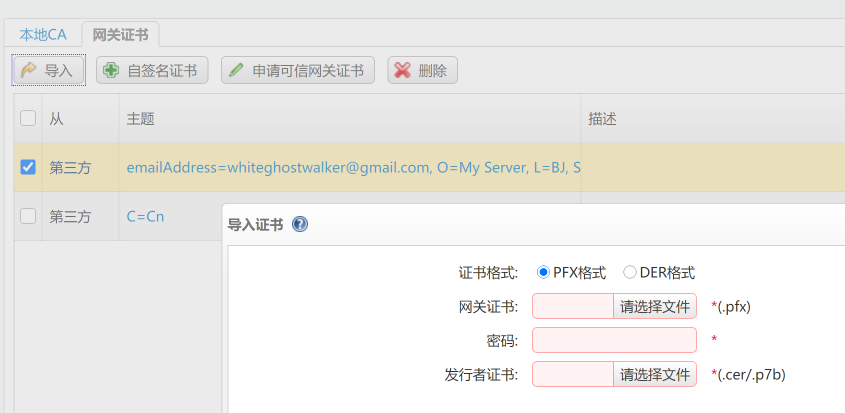 本地CA 网关证书
导入 自签名证书 申请可信网关证书 删除
从 主题 描述
第三方 emailAddress=whiteghostwalker@gmail.com, O=My Server, L=BJ, S
第三方 C=Cn
导入证书 ?
证书格式: PFX格式 DER格式
网关证书: 请选择文件 *(.pfx)
密码: *
发行者证书: 请选择文件 *(.cer/.p7b)